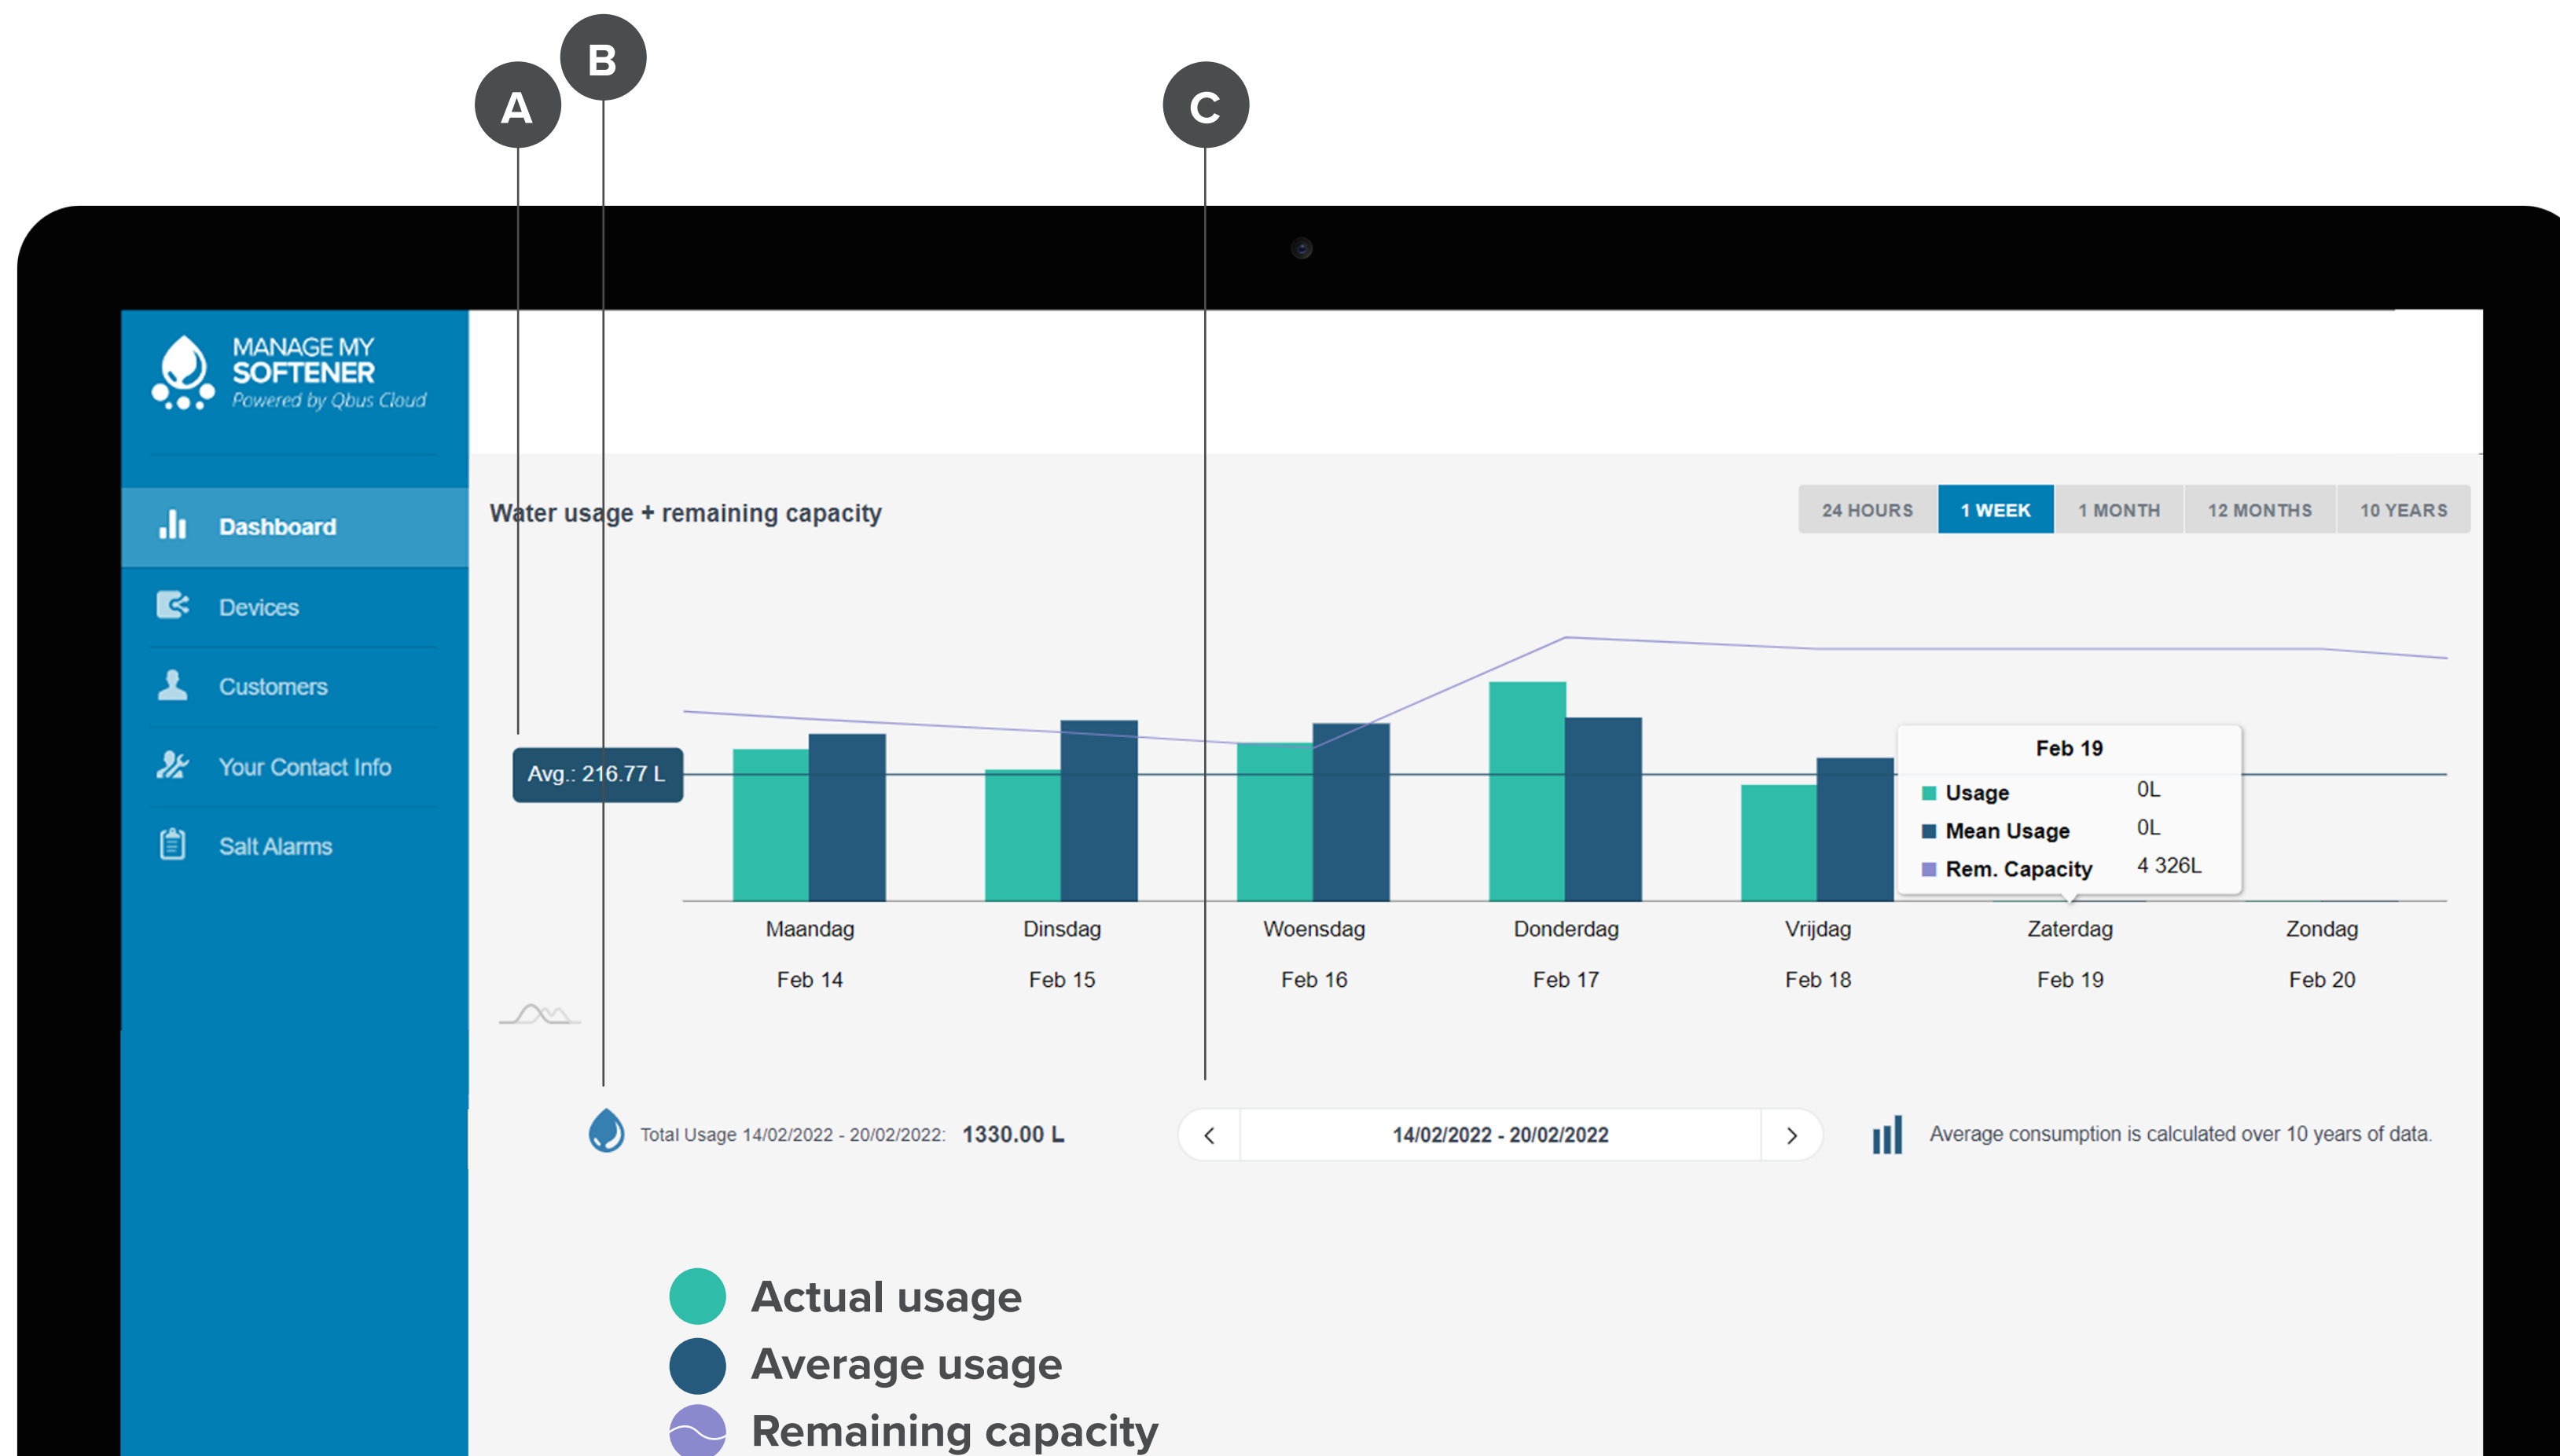 A
B
C
MANAGE MY
SOFTENER
Powered by Qbus Cloud
Dashboard
Devices
Customers
Your Contact Info
Salt Alarms
Water usage + remaining capacity
24 HOURS
1 WEEK
1 MONTH
12 MONTHS
10 YEARS
Avg.: 216.77 L
Feb 19
Usage 0L
Mean Usage 0L
Rem. Capacity 4 326L
Maandag
Dinsdag
Woensdag
Donderdag
Vrijdag
Zaterdag
Zondag
Feb 14
Feb 15
Feb 16
Feb 17
Feb 18
Feb 19
Feb 20
Total Usage 14/02/2022 - 20/02/2022: 1330.00 L
14/02/2022 - 20/02/2022
Average consumption is calculated over 10 years of data.
Actual usage
Average usage
Remaining capacity